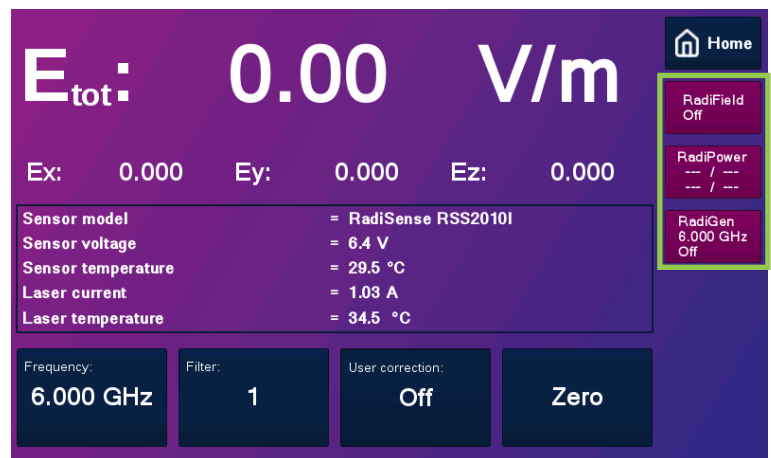 Etot: 0.00 V/m
Home
RadiField
Off
RadiPower
--- / ---
--- / ---
RadiGen
6.000 GHz
Off
Ex: 0.000 Ey: 0.000 Ez: 0.000
Sensor model = RadiSense RSS2010I
Sensor voltage = 6.4 V
Sensor temperature = 29.5 °C
Laser current = 1.03 A
Laser temperature = 34.5 °C
Frequency:
6.000 GHz
Filter:
1
User correction:
Off
Zero